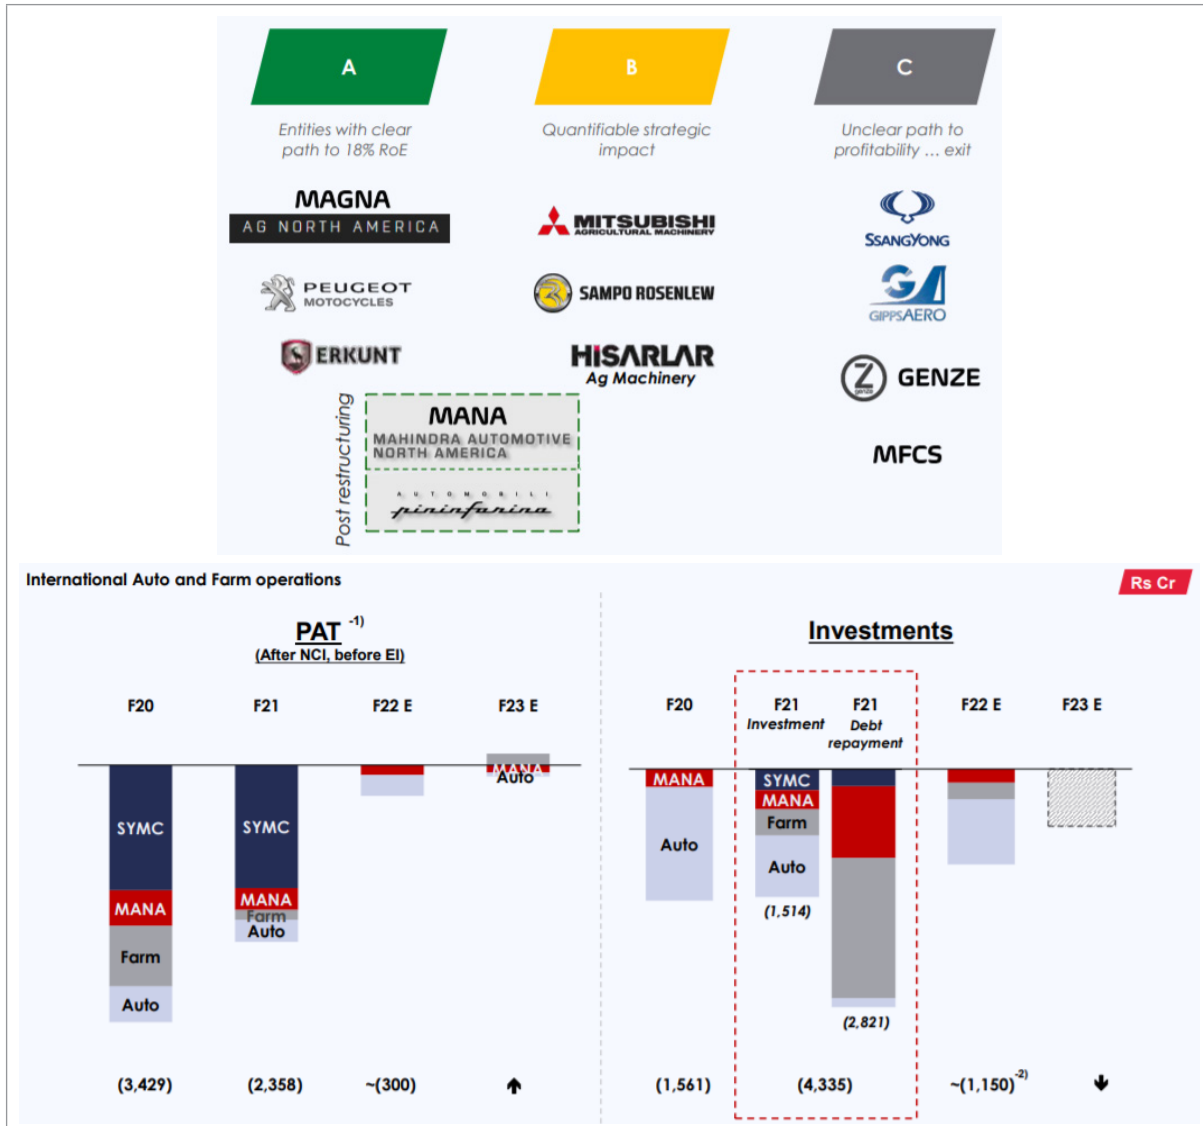 A
Entities with clear
path to 18% RoE
MAGNA
AG NORTH AMERICA
PEUGEOT
MOTOCYCLES
ERKUNT
Post restructuring
MANA
MAHINDRA AUTOMOTIVE
NORTH AMERICA
AUTOMOBILI
pininfarina
B
Quantifiable strategic
impact
MITSUBISHI
AGRICULTURAL MACHINERY
SAMPO ROSENLEW
HiSARLAR
Ag Machinery
C
Unclear path to
profitability ... exit
SSANGYONG
GA
GIPPSAERO
Z
genze
GENZE
MFCS
International Auto and Farm operations
Rs Cr
PAT -1)
(After NCI, before EI)
F20
F21
F22 E
F23 E
SYMC
MANA
Farm
Auto
SYMC
MANA
Farm
Auto
MANA
Auto
(3,429)
(2,358)
~(300)
Investments
F20
F21
Investment
F21
Debt
repayment
F22 E
F23 E
MANA
Auto
SYMC
MANA
Farm
Auto
(1,514)
(2,821)
(1,561)
(4,335)
~(1,150) -2)